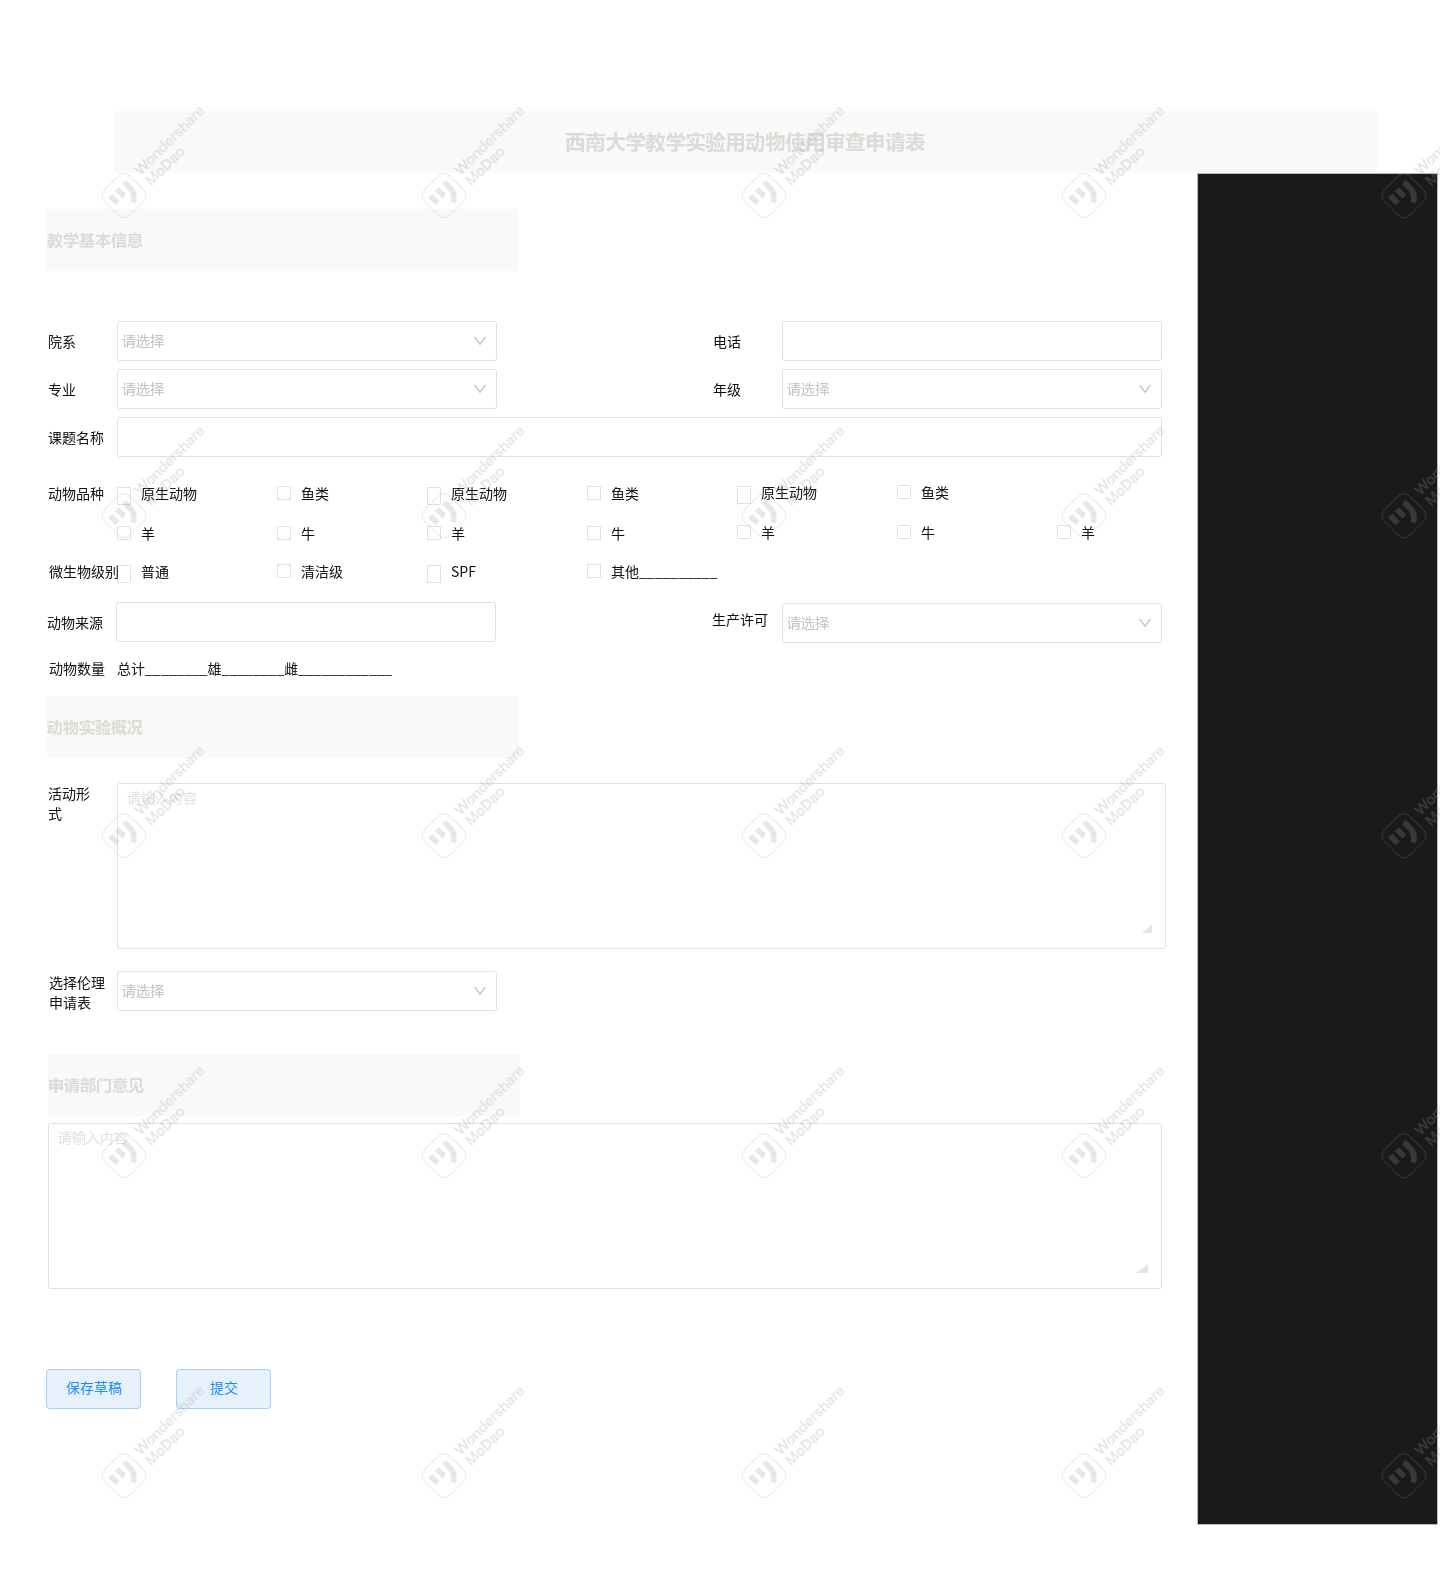 西南大学教学实验用动物使用审查申请表
教学基本信息
院系 请选择 电话
专业 请选择 年级 请选择
课题名称
动物品种 原生动物 鱼类 原生动物 鱼类 原生动物 鱼类
羊 牛 羊 牛 羊 牛 羊
微生物级别 普通 清洁级 SPF 其他__________
动物来源 生产许可 请选择
动物数量 总计________雄________雌____________
动物实验概况
活动形
式
请输入内容
选择伦理
申请表
请选择
申请部门意见
请输入内容
保存草稿 提交
Wondershare
MoDao